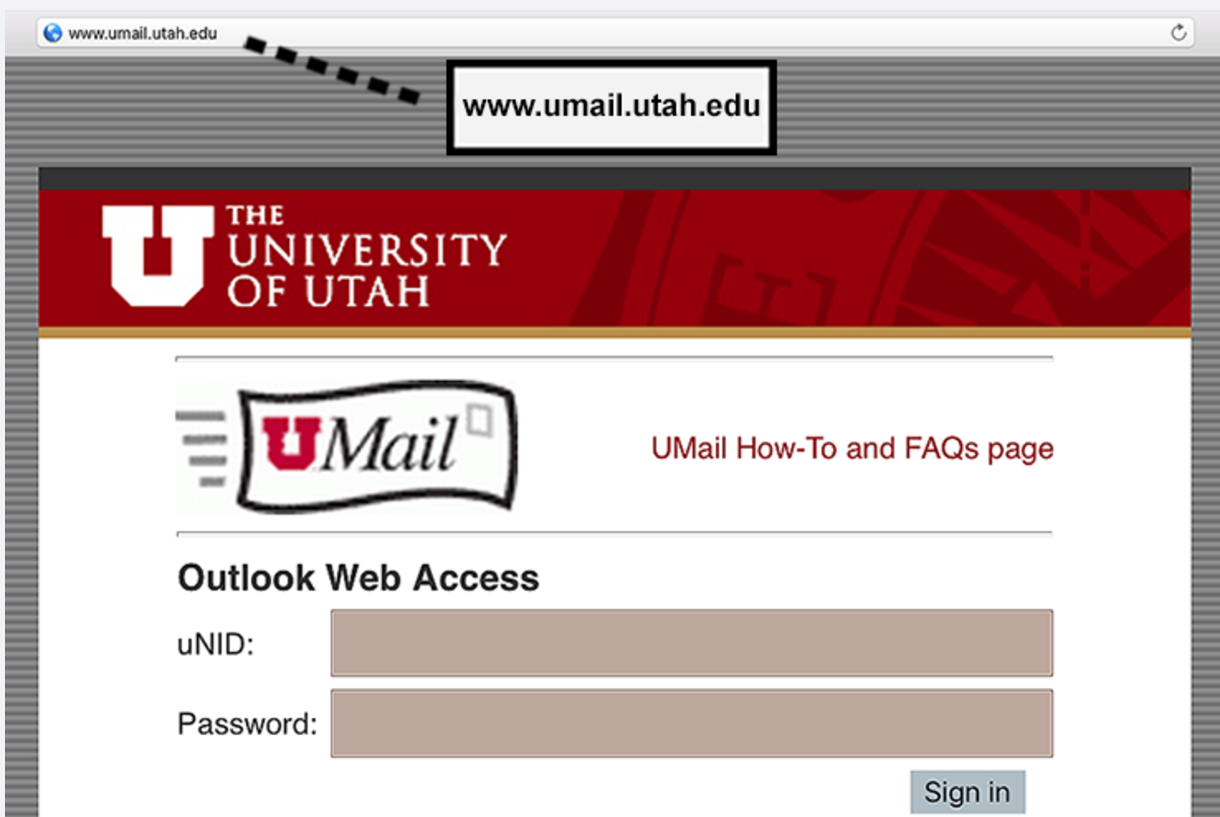 www.umail.utah.edu
www.umail.utah.edu
U THE
UNIVERSITY
OF UTAH
UMail
UMail How-To and FAQs page
Outlook Web Access
uNID:
Password:
Sign in